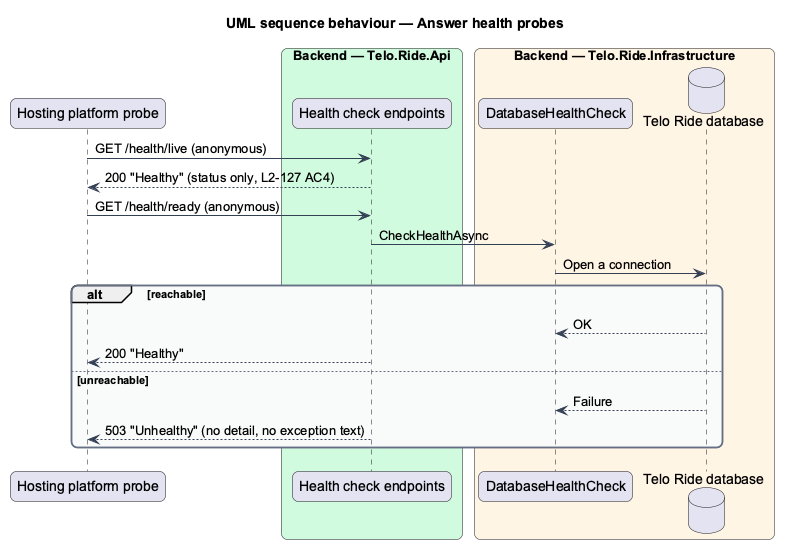 UML sequence behaviour — Answer health probes
Backend — Telo.Ride.Api
Backend — Telo.Ride.Infrastructure
Hosting platform probe
Health check endpoints
DatabaseHealthCheck
Telo Ride database
GET /health/live (anonymous)
200 "Healthy" (status only, L2-127 AC4)
GET /health/ready (anonymous)
CheckHealthAsync
Open a connection
alt
[reachable]
OK
200 "Healthy"
[unreachable]
Failure
503 "Unhealthy" (no detail, no exception text)
Hosting platform probe
Health check endpoints
DatabaseHealthCheck
Telo Ride database